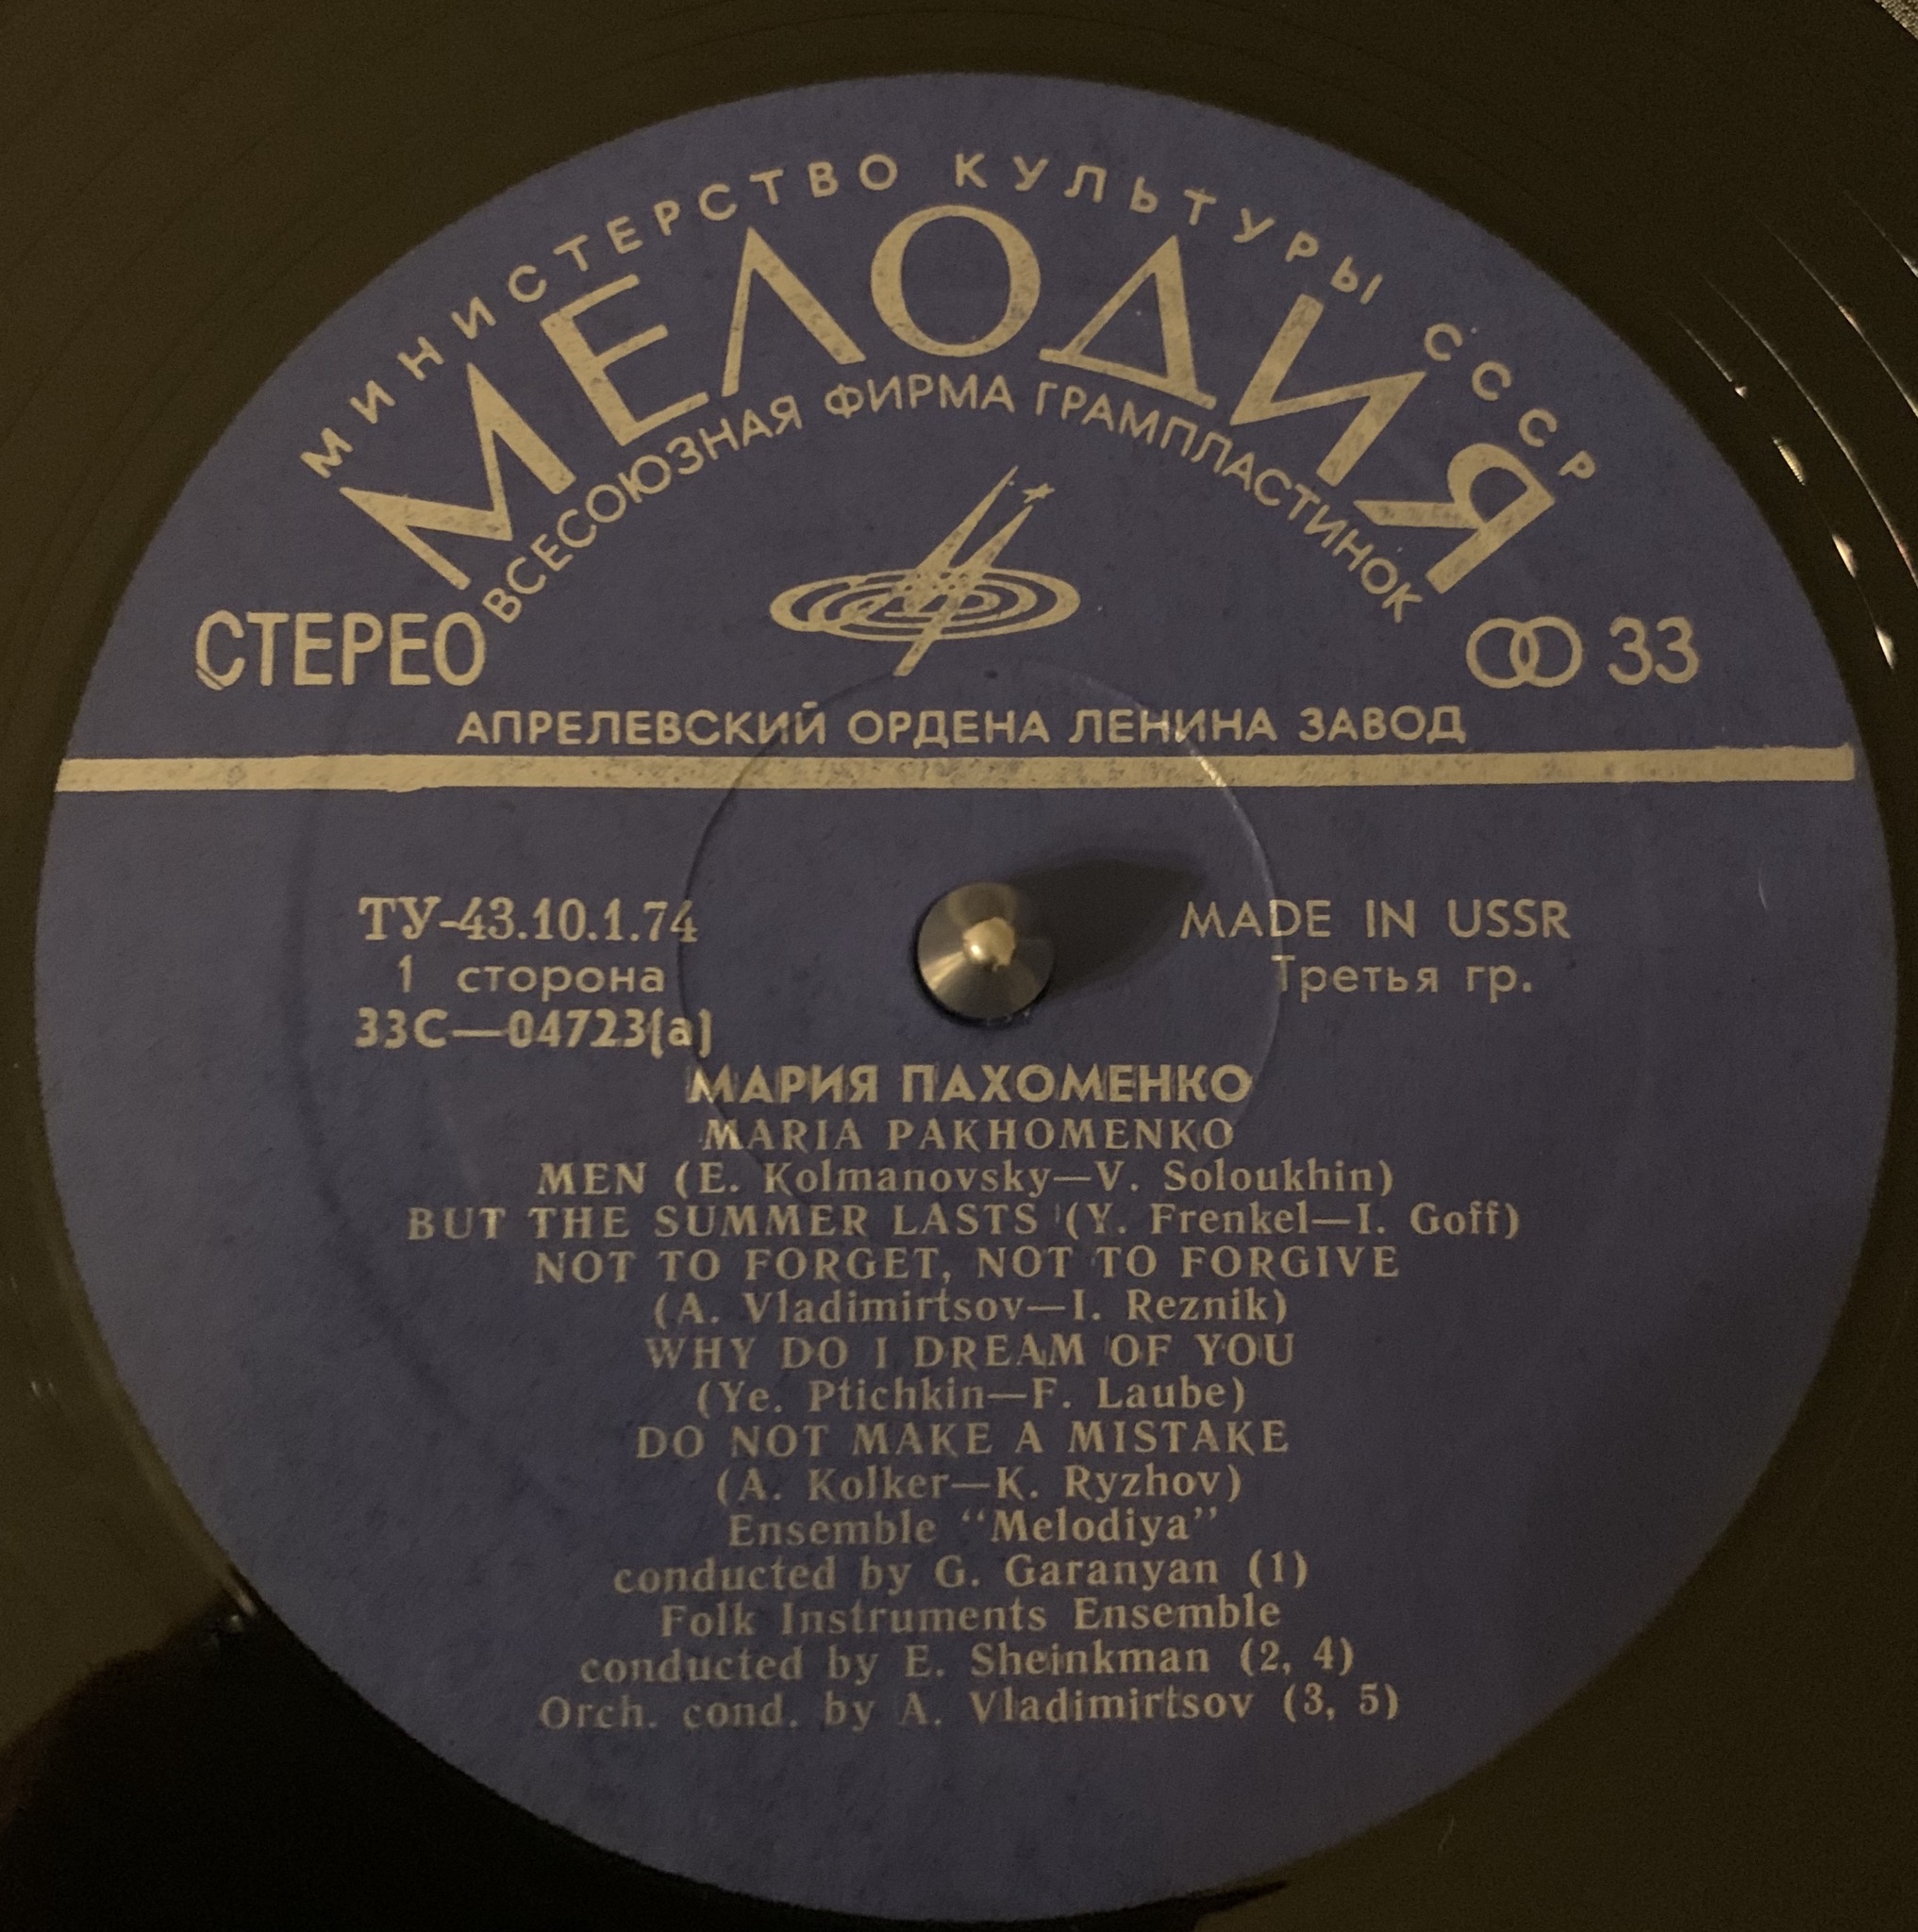 МИНИСТЕРСТВО КУЛЬТУРЫ СССР
МЕЛОДИЯ
ВСЕСОЮЗНАЯ ФИРМА ГРАМПЛАСТИНОК
СТЕРЕО
33
АПРЕЛЕВСКИЙ ОРДЕНА ЛЕНИНА ЗАВОД
ТУ-43.10.1.74
1 сторона
33С—04723(а)
MADE IN USSR
Третья гр.
МАРИЯ ПАХОМЕНКО
MARIA PAKHOMENKO
MEN (E. Kolmanovsky—V. Soloukhin)
BUT THE SUMMER LASTS (Y. Frenkel—I. Goff)
NOT TO FORGET, NOT TO FORGIVE
(A. Vladimirtsov—I. Reznik)
WHY DO I DREAM OF YOU
(Ye. Ptichkin—F. Laube)
DO NOT MAKE A MISTAKE
(A. Kolker—K. Ryzhov)
Ensemble “Melodiya”
conducted by G. Garanyan (1)
Folk Instruments Ensemble
conducted by E. Sheinkman (2, 4)
Orch. cond. by A. Vladimirtsov (3, 5)